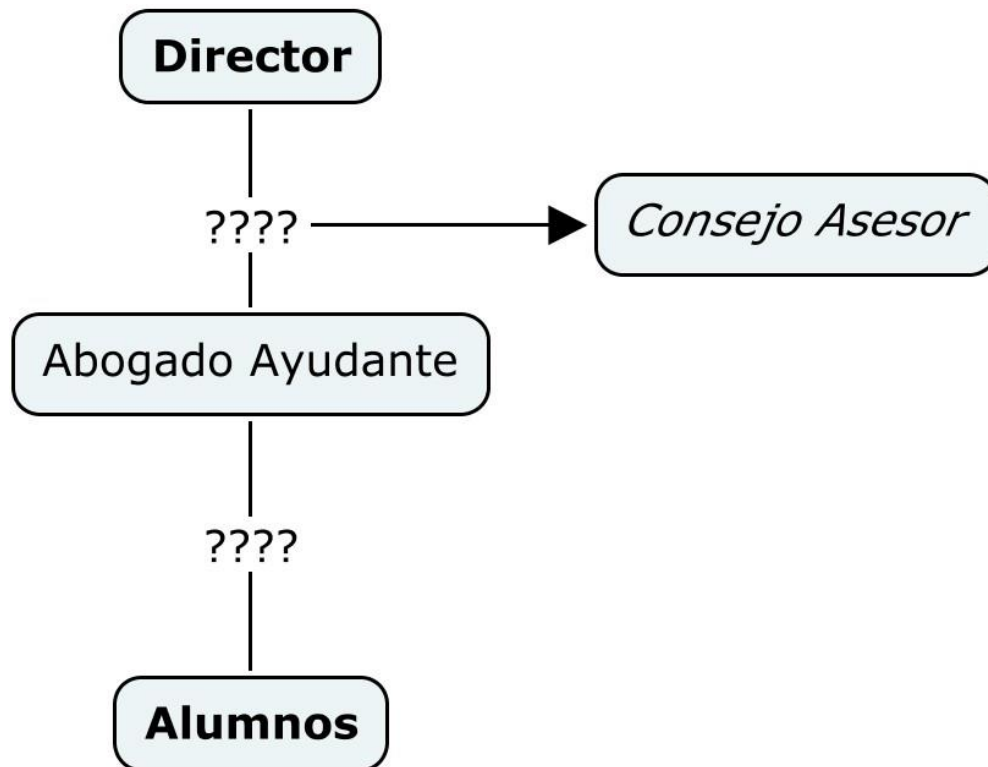 Director
????
Consejo Asesor
Abogado Ayudante
????
Alumnos